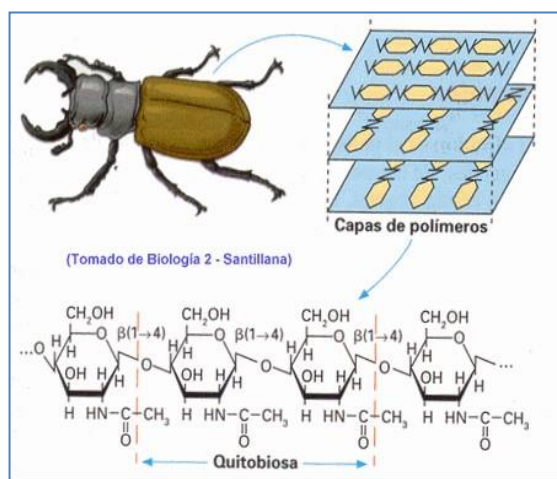 Capas de polímeros
(Tomado de Biología 2 - Santillana)
CH₂OH β(1→4) CH₂OH β(1→4) CH₂OH β(1→4) CH₂OH
O O O O
... O O O O ...
OH H OH H OH H OH H
H H H H H H H H
H HN-C-CH₃ H HN-C-CH₃ H HN-C-CH₃ H HN-C-CH₃
O O O O
Quitobiosa